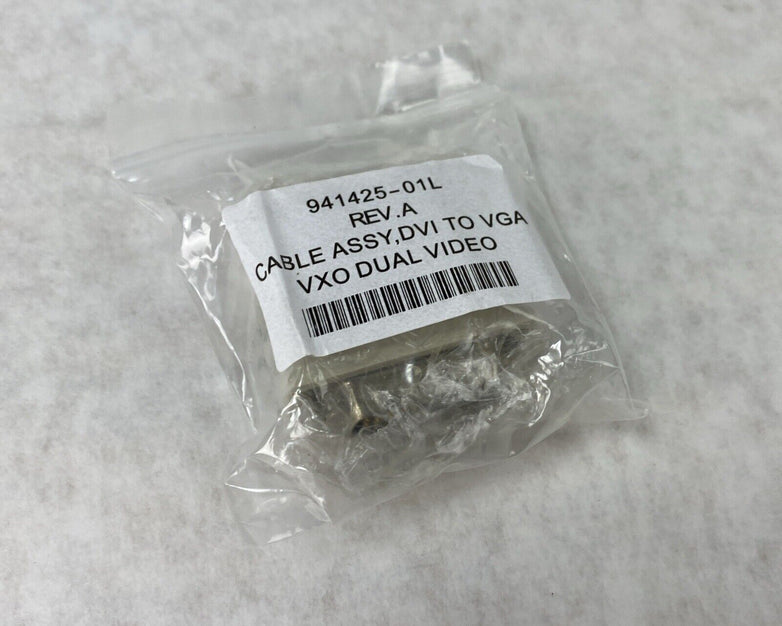 941425-01L
REV.A
CABLE ASSY,DVI TO VGA
VXO DUAL VIDEO